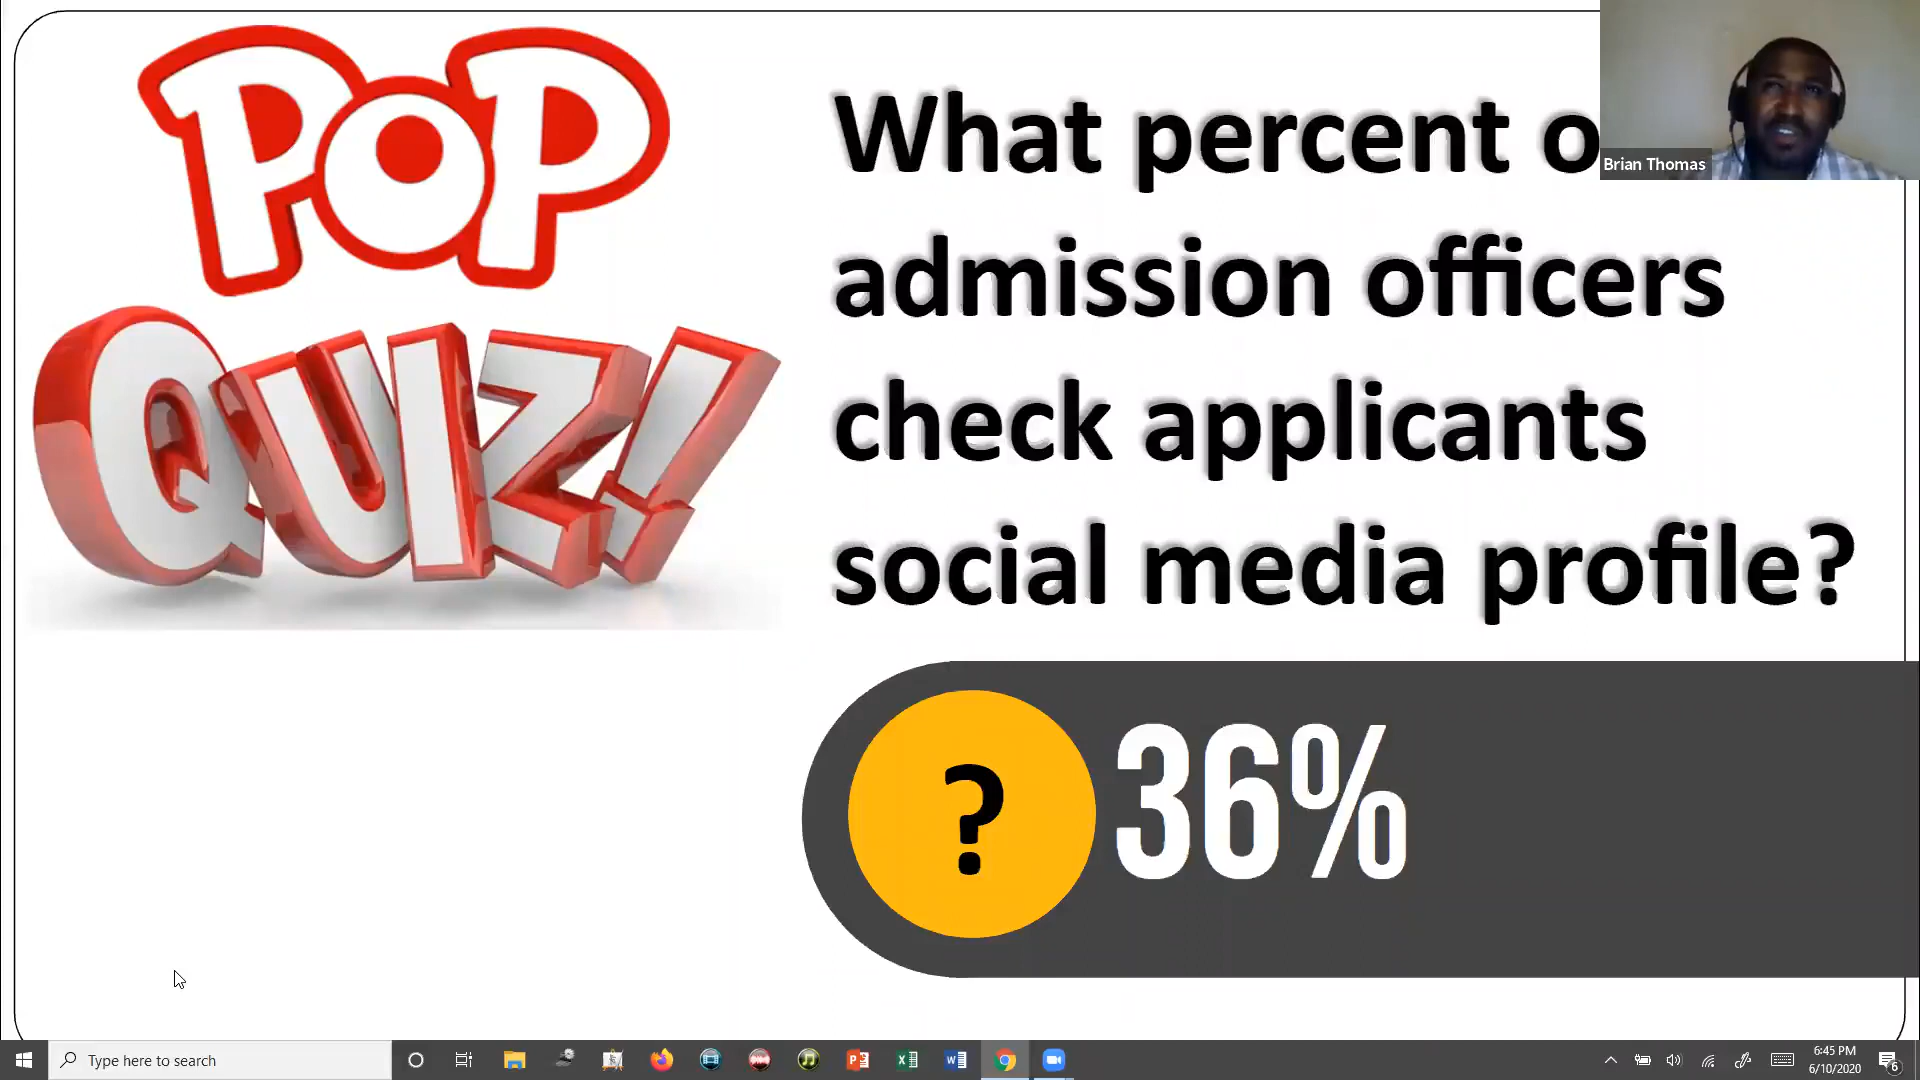 POP
QUIZ!
What percent o
admission officers
check applicants
social media profile?
Brian Thomas
?
36%
Type here to search
6:45 PM
6/10/2020
6